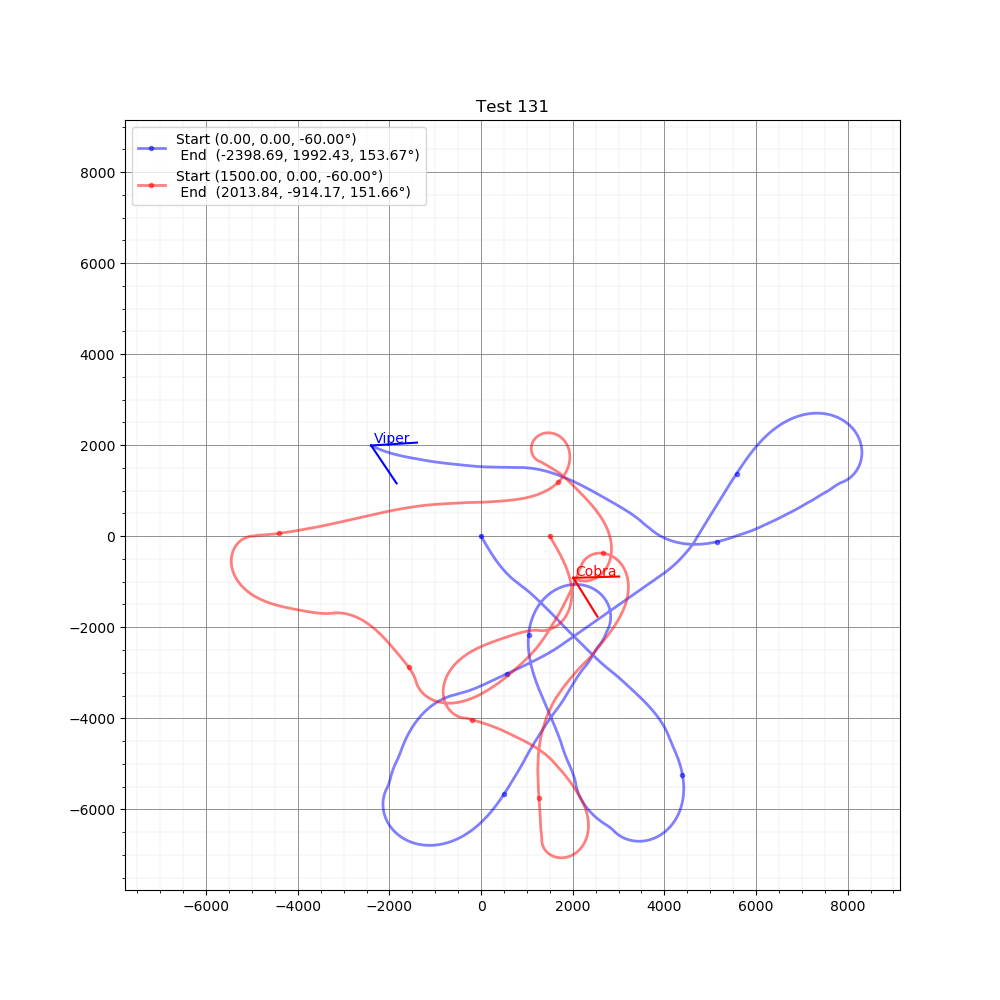 Test 131
Start (0.00, 0.00, -60.00°)
End (-2398.69, 1992.43, 153.67°)
Start (1500.00, 0.00, -60.00°)
End (2013.84, -914.17, 151.66°)
8000
6000
4000
2000
0
−2000
−4000
−6000
Viper
Cobra
−6000 −4000 −2000 0 2000 4000 6000 8000